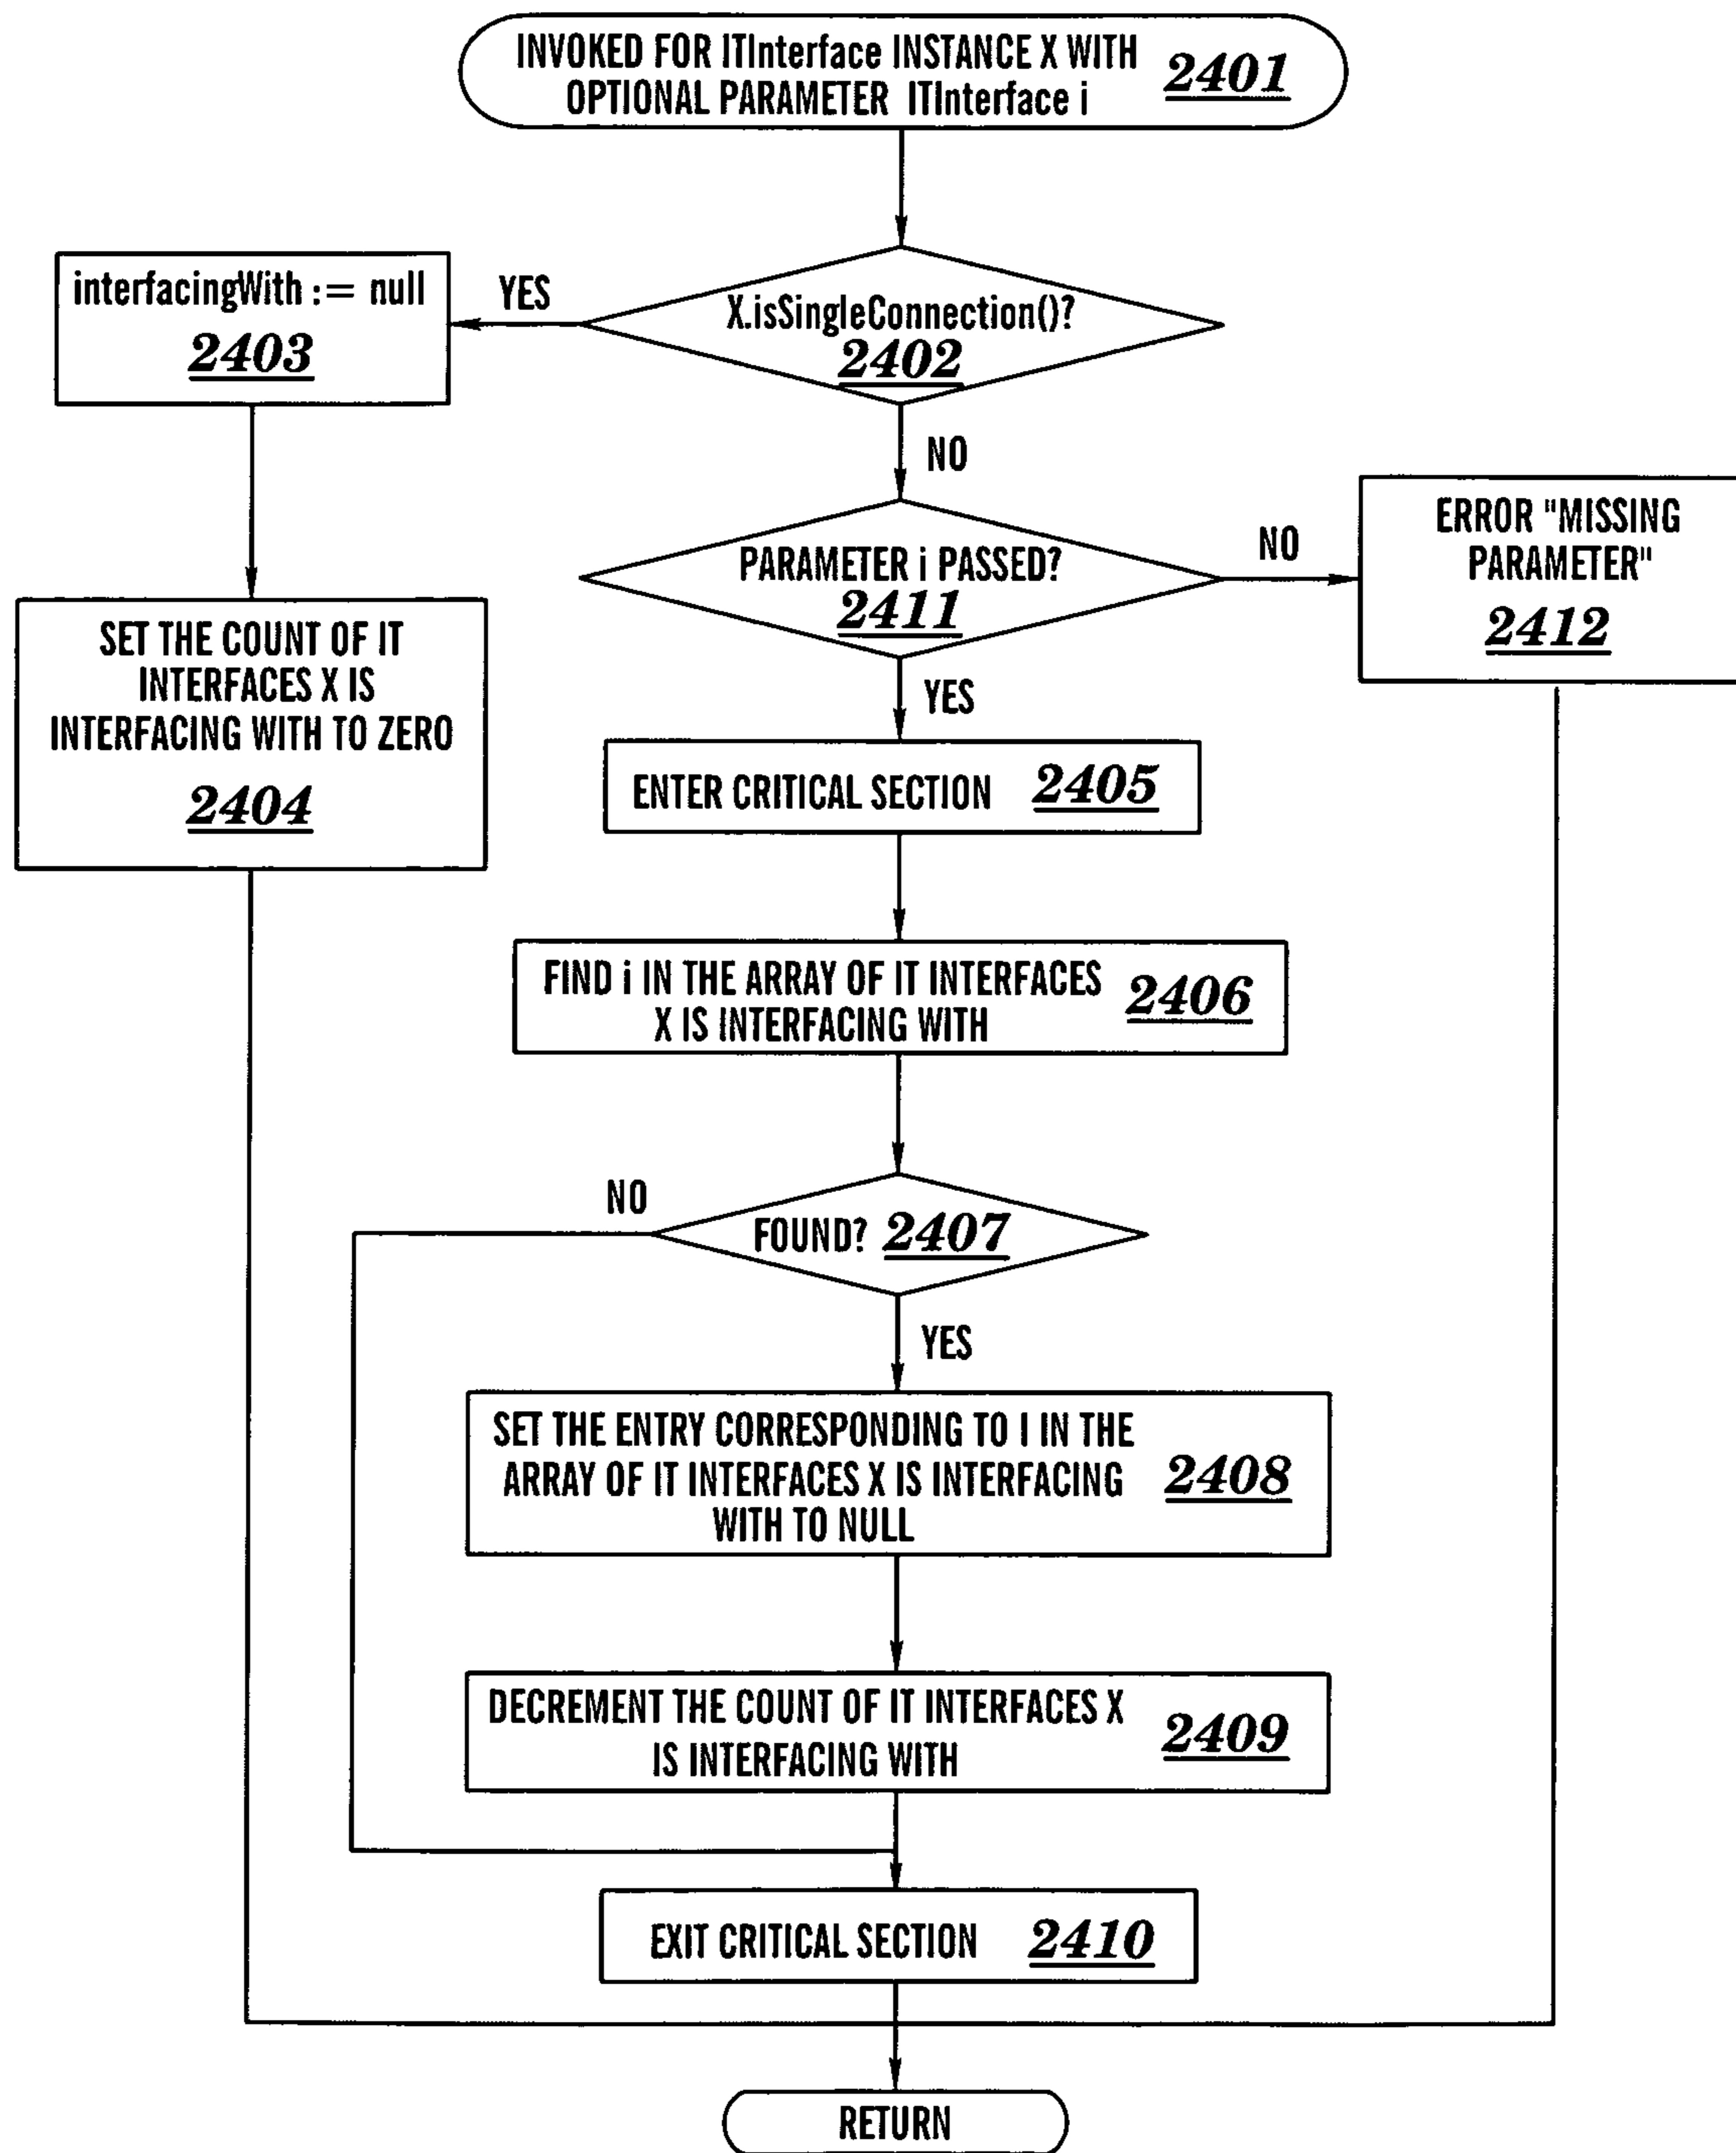 INVOKED FOR ITInterface INSTANCE X WITH
OPTIONAL PARAMETER ITInterface i
2401
interfacingWith := null
2403
YES
X.isSingleConnection()?
2402
NO
SET THE COUNT OF IT
INTERFACES X IS
INTERFACING WITH TO ZERO
2404
PARAMETER i PASSED?
2411
NO
ERROR "MISSING
PARAMETER"
2412
YES
ENTER CRITICAL SECTION 2405
FIND i IN THE ARRAY OF IT INTERFACES
X IS INTERFACING WITH
2406
NO
FOUND? 2407
YES
SET THE ENTRY CORRESPONDING TO I IN THE
ARRAY OF IT INTERFACES X IS INTERFACING
WITH TO NULL
2408
DECREMENT THE COUNT OF IT INTERFACES X
IS INTERFACING WITH
2409
EXIT CRITICAL SECTION 2410
RETURN